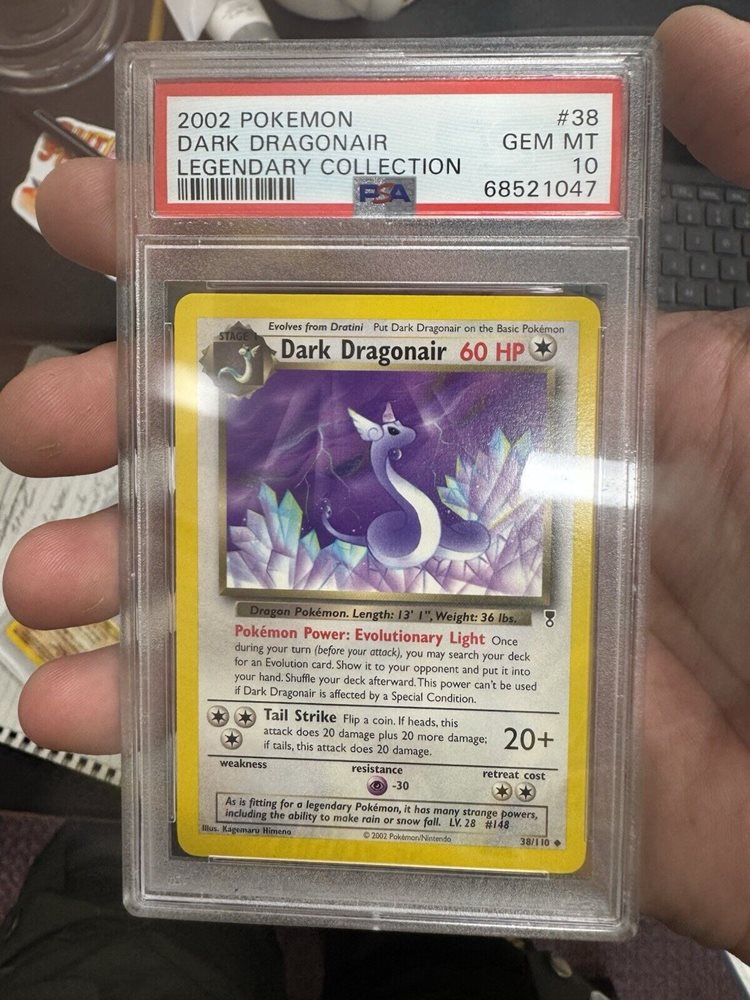 2002 POKEMON #38
DARK DRAGONAIR GEM MT
LEGENDARY COLLECTION 10
PSA 68521047
Evolves from Dratini Put Dark Dragonair on the Basic Pokémon
STAGE 1
Dark Dragonair 60 HP
Dragon Pokémon. Length: 13' 1", Weight: 36 lbs.
Pokémon Power: Evolutionary Light Once
during your turn (before your attack), you may search your deck
for an Evolution card. Show it to your opponent and put it into
your hand. Shuffle your deck afterward. This power can't be used
if Dark Dragonair is affected by a Special Condition.
Tail Strike Flip a coin. If heads, this
attack does 20 damage plus 20 more damage; 20+
if tails, this attack does 20 damage.
weakness resistance retreat cost
-30
As is fitting for a legendary Pokémon, it has many strange powers,
including the ability to make rain or snow fall. LV. 28 #148
Illus. Kagemaru Himeno © 2002 Pokémon/Nintendo 38/110